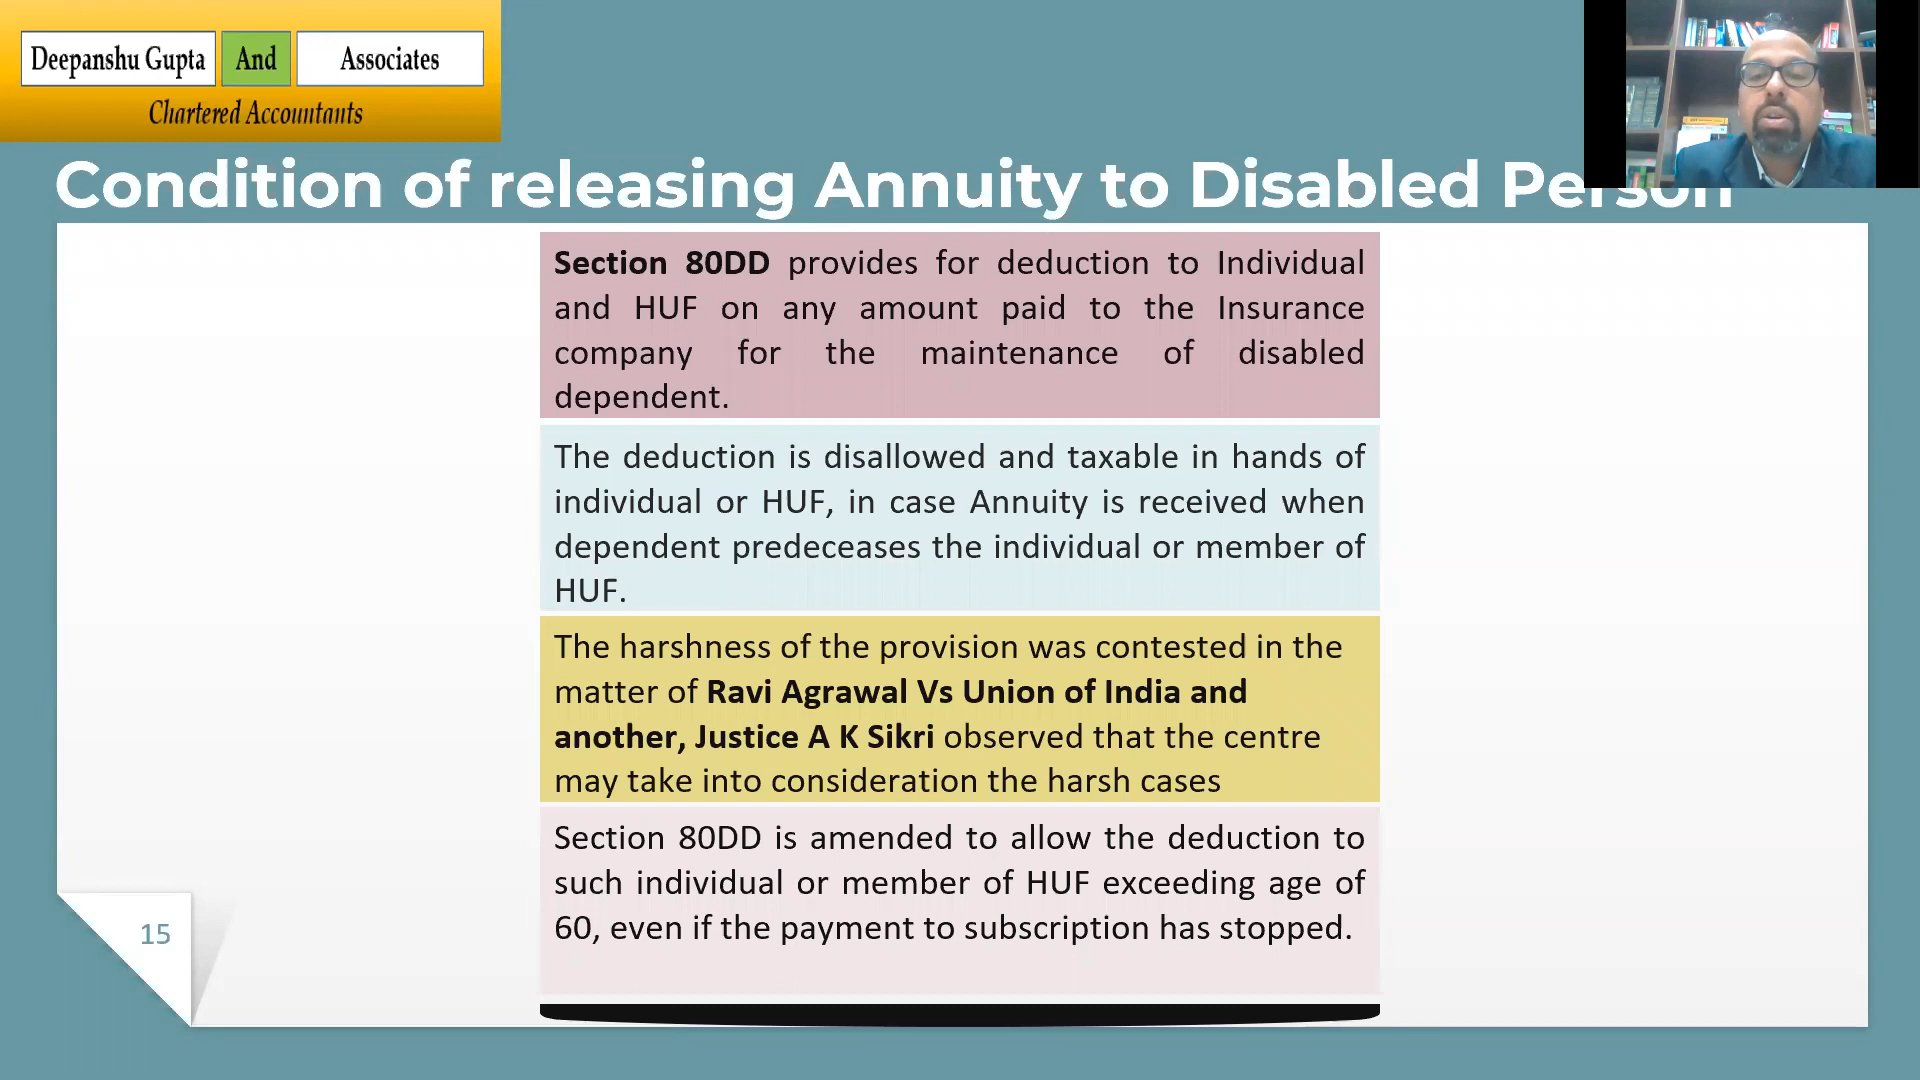 Deepanshu Gupta And Associates
Chartered Accountants
Condition of releasing Annuity to Disabled Person
Section 80DD provides for deduction to Individual
and HUF on any amount paid to the Insurance
company for the maintenance of disabled
dependent.
The deduction is disallowed and taxable in hands of
individual or HUF, in case Annuity is received when
dependent predeceases the individual or member of
HUF.
The harshness of the provision was contested in the
matter of Ravi Agrawal Vs Union of India and
another, Justice A K Sikri observed that the centre
may take into consideration the harsh cases
Section 80DD is amended to allow the deduction to
such individual or member of HUF exceeding age of
60, even if the payment to subscription has stopped.
15